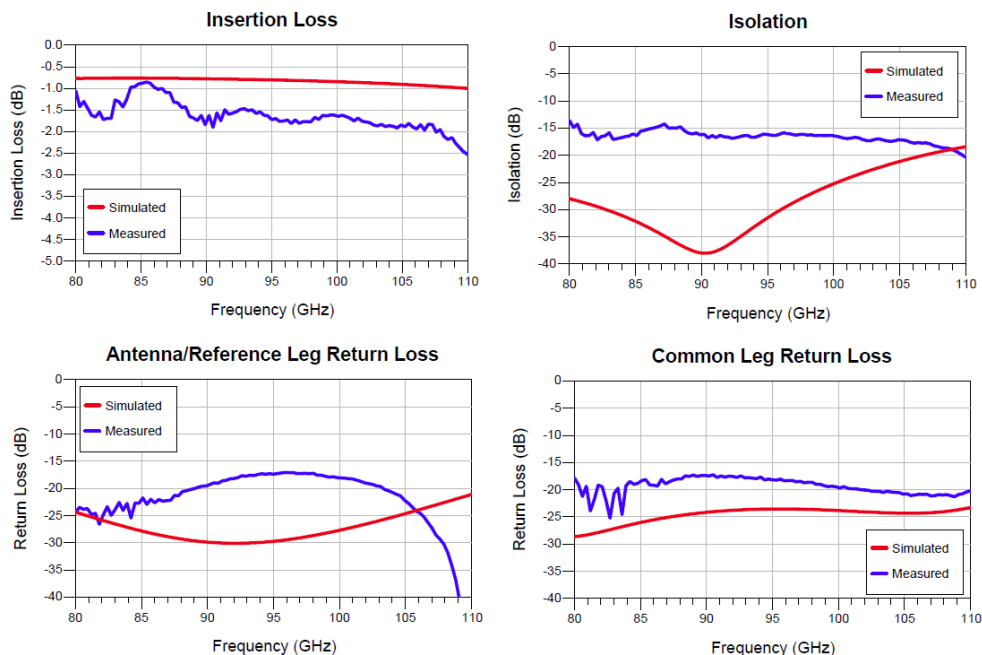 Insertion Loss
0.0
-0.5
-1.0
-1.5
-2.0
-2.5
-3.0
-3.5
-4.0
-4.5
-5.0
Insertion Loss (dB)
Simulated
Measured
80 85 90 95 100 105 110
Frequency (GHz)
Isolation
0
-5
-10
-15
-20
-25
-30
-35
-40
Isolation (dB)
Simulated
Measured
80 85 90 95 100 105 110
Frequency (GHz)
Antenna/Reference Leg Return Loss
0
-5
-10
-15
-20
-25
-30
-35
-40
Return Loss (dB)
Simulated
Measured
80 85 90 95 100 105 110
Frequency (GHz)
Common Leg Return Loss
0
-5
-10
-15
-20
-25
-30
-35
-40
Return Loss (dB)
Simulated
Measured
80 85 90 95 100 105 110
Frequency (GHz)